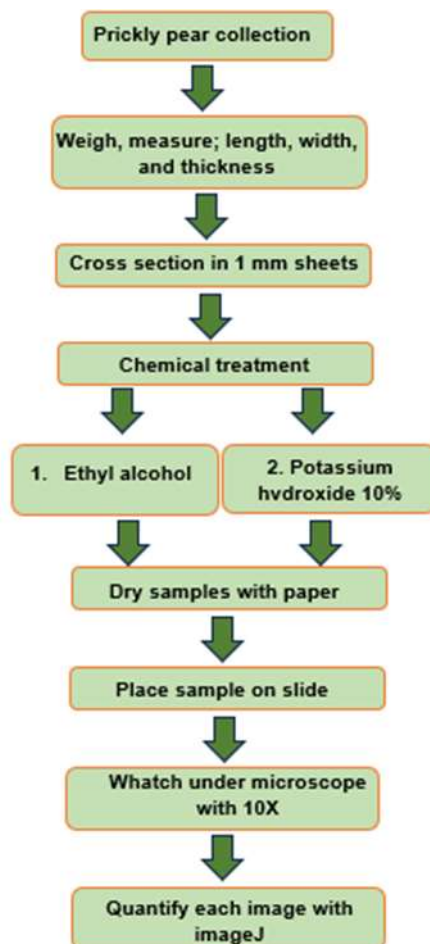 Prickly pear collection
Weigh, measure; length, width,
and thickness
Cross section in 1 mm sheets
Chemical treatment
1. Ethyl alcohol
2. Potassium
hvdroxide 10%
Dry samples with paper
Place sample on slide
Whatch under microscope
with 10X
Quantify each image with
imageJ